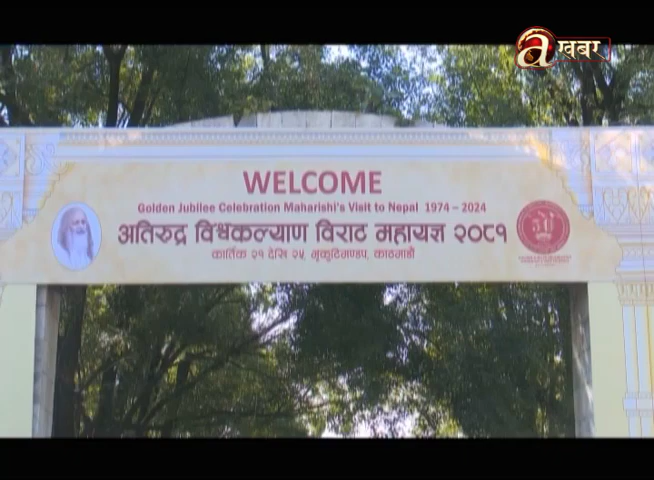 a खबर
WELCOME
Golden Jubilee Celebration Maharishi's Visit to Nepal 1974 – 2024
अतिरुद्र विश्वकल्याण विराट महायज्ञ २०८१
कार्तिक २१ देखि २५, भृकुटिमण्डप, काठमाडौं